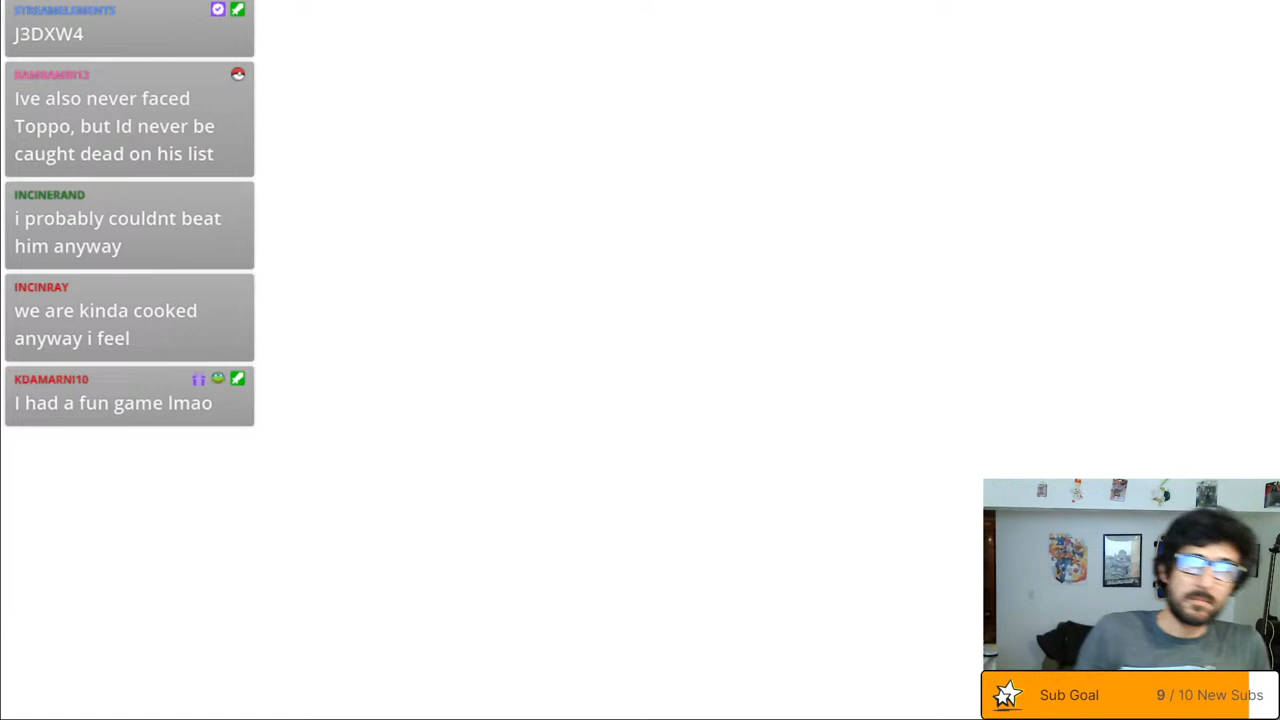 STREAMELEMENTS
J3DXW4
BAMBAMBI13
Ive also never faced
Toppo, but Id never be
caught dead on his list
INCINERAND
i probably couldnt beat
him anyway
INCINRAY
we are kinda cooked
anyway i feel
KDAMARNI10
I had a fun game lmao
Sub Goal 9 / 10 New Subs